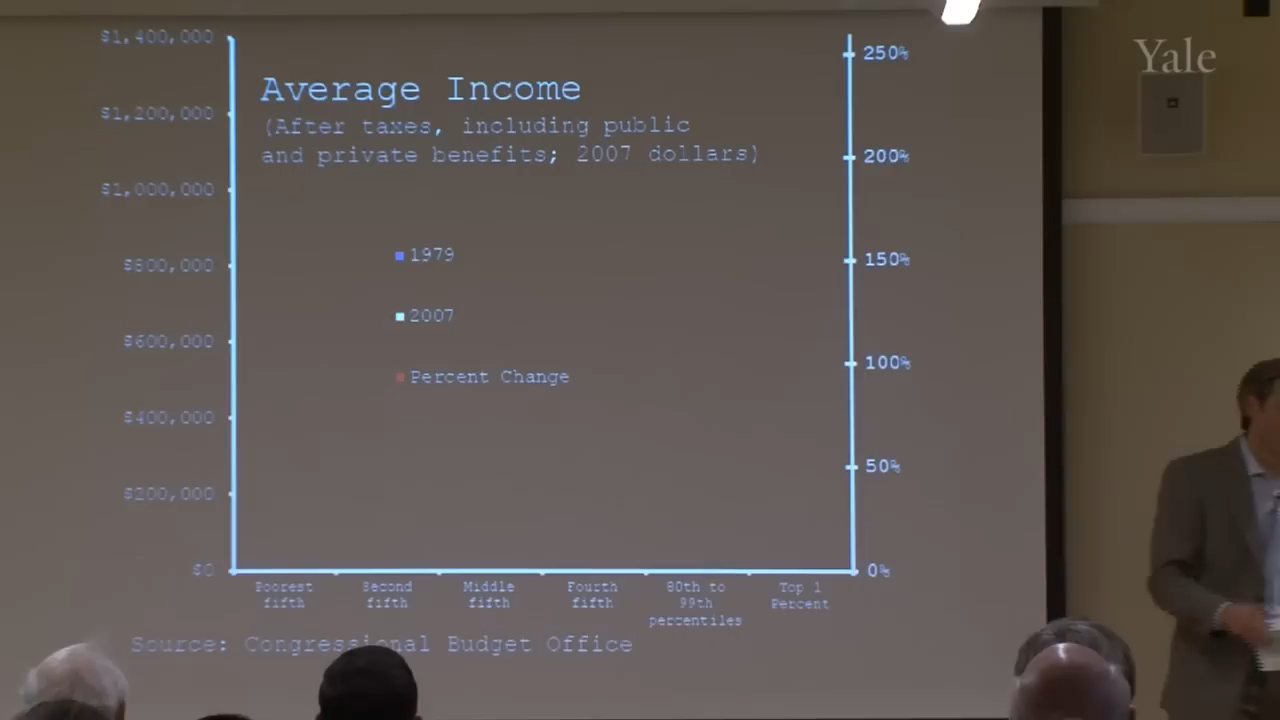 Yale
$1,400,000
$1,200,000
$1,000,000
$800,000
$600,000
$400,000
$200,000
$0
Average Income
(After taxes, including public
and private benefits; 2007 dollars)
1979
2007
Percent Change
250%
200%
150%
100%
50%
0%
Poorest
fifth
Second
fifth
Middle
fifth
Fourth
fifth
80th to
99th
percentiles
Top 1
Percent
Source: Congressional Budget Office